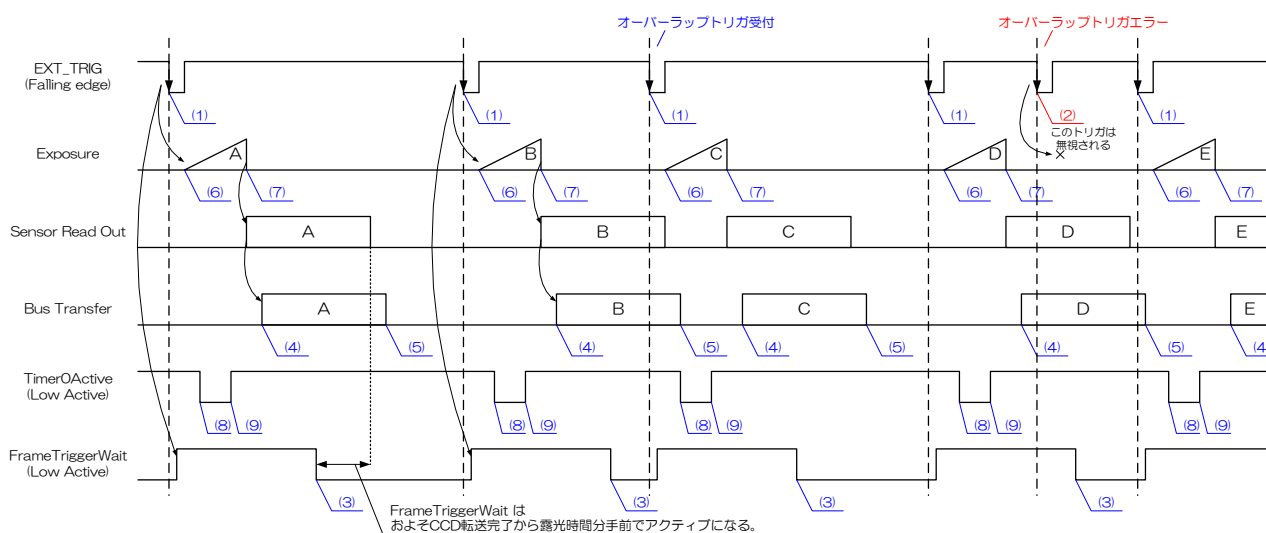 オーバーラップトリガ受付
オーバーラップトリガエラー
EXT_TRIG
(Falling edge)
(1) (1) (1) (1) (2) (1)
このトリガは
無視される
×
Exposure
A B C D E
(6) (7) (6) (7) (6) (7) (6) (7) (6) (7)
Sensor Read Out
A B C D E
Bus Transfer
A B C D E
(4) (5) (4) (5) (4) (5) (4) (5) (4
Timer0Active
(Low Active)
(8) (9) (8) (9) (8) (9) (8) (9) (8) (9)
FrameTriggerWait
(Low Active)
(3) (3) (3) (3)
FrameTriggerWait は
およそCCD転送完了から露光時間分手前でアクティブになる。